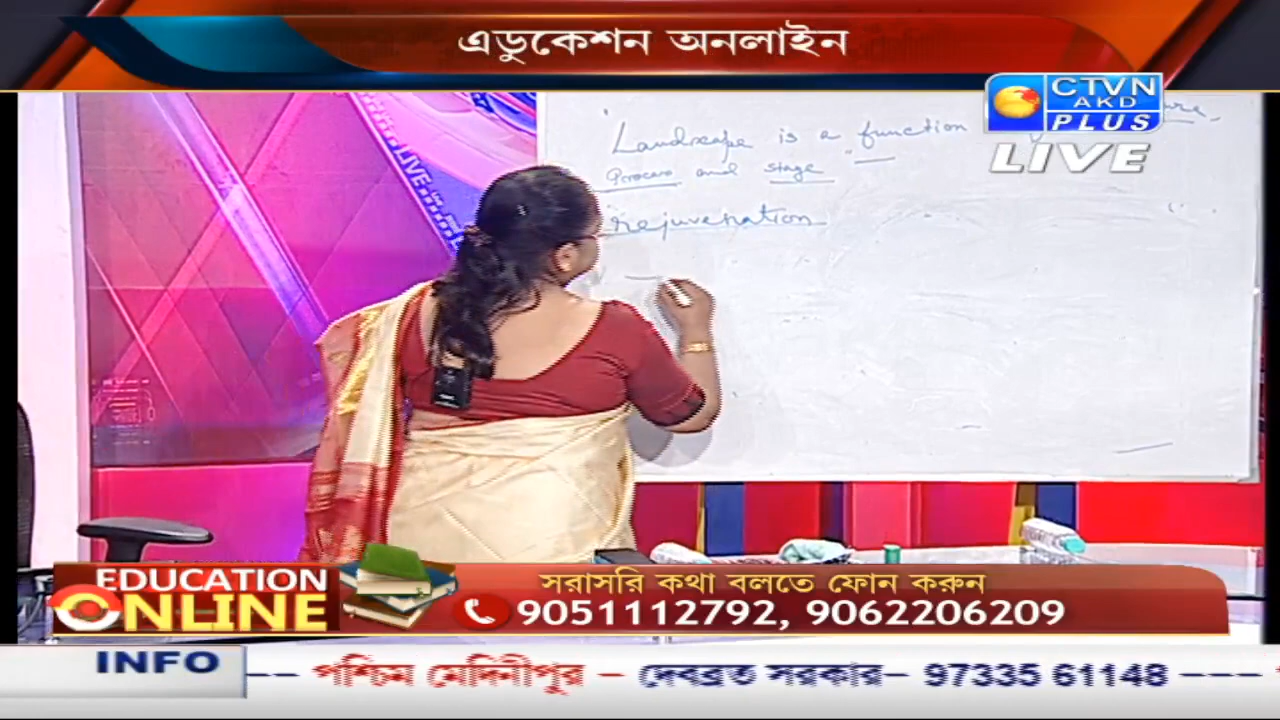 এডুকেশন অনলাইন
CTVN
AKD
PLUS
LIVE
Landscape is a function
Process and stage
rejuvenation
LIVE
EDUCATION
ONLINE
সরাসরি কথা বলতে ফোন করুন
9051112792, 9062206209
INFO
-- পশ্চিম মেদিনীপুর – দেবব্রত সরকার– 97335 61148 ---